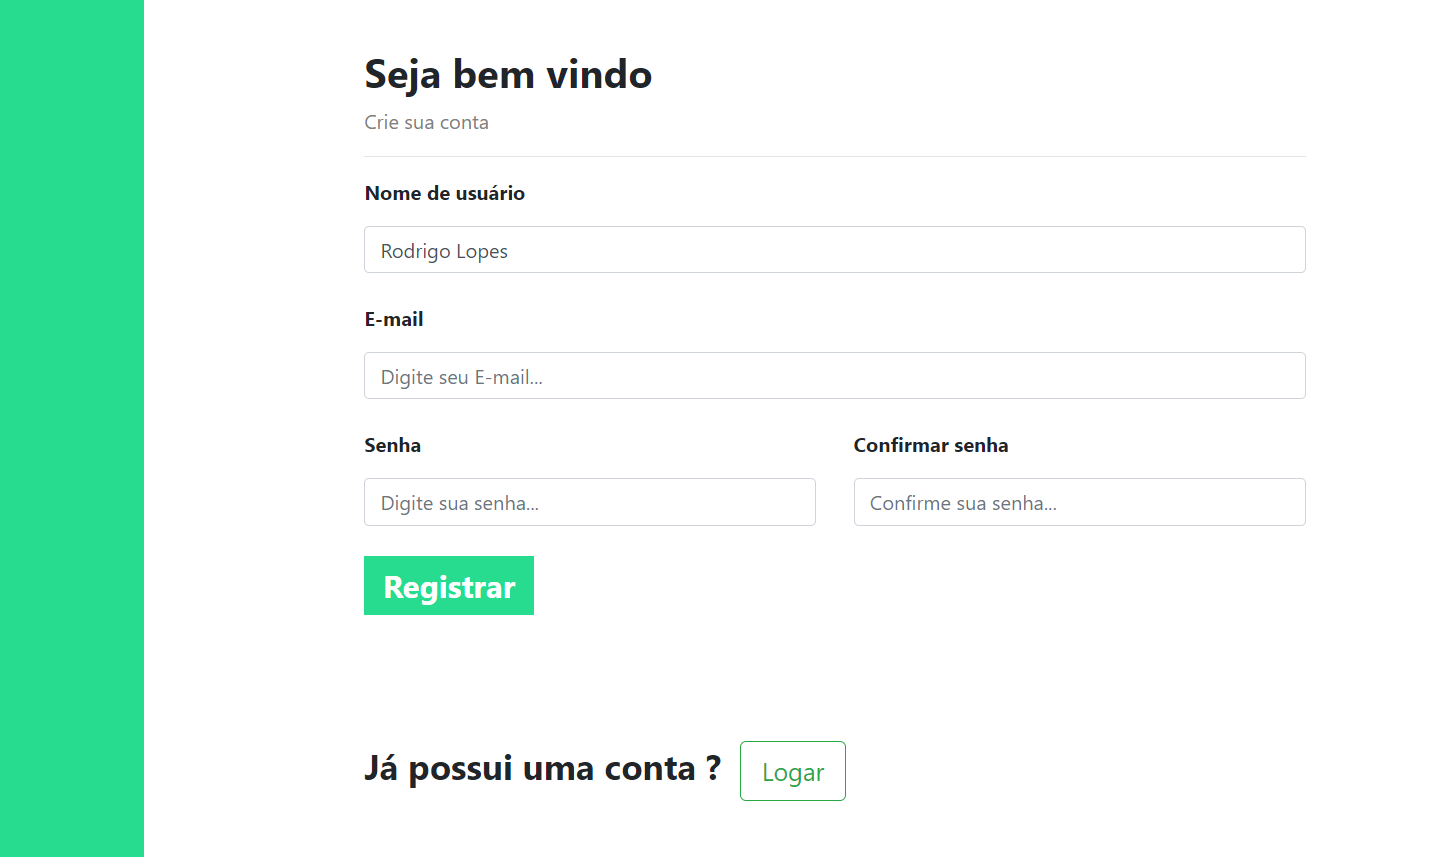 Seja bem vindo
Crie sua conta
Nome de usuário
Rodrigo Lopes
E-mail
Digite seu E-mail...
Senha
Confirmar senha
Digite sua senha...
Confirme sua senha...
Registrar
Já possui uma conta ?
Logar